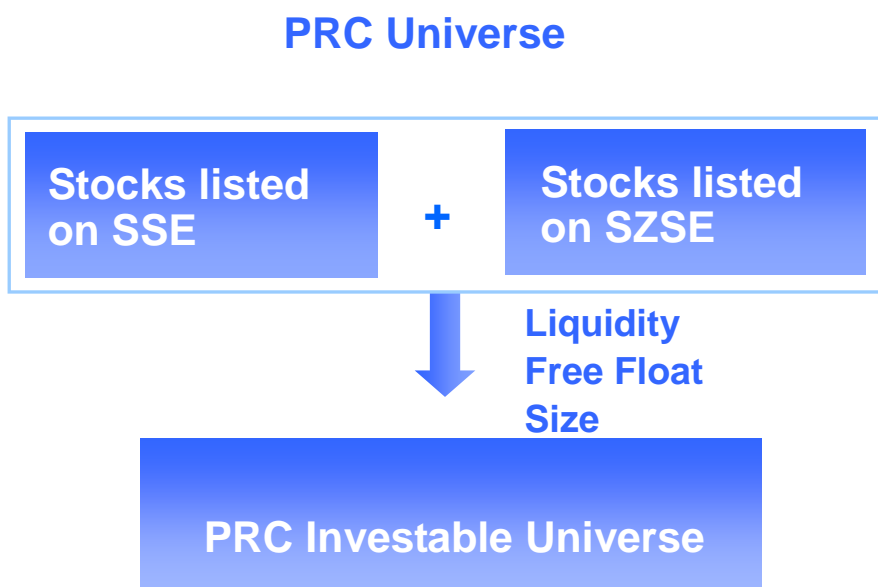 PRC Universe
Stocks listed
on SSE
+
Stocks listed
on SZSE
Liquidity
Free Float
Size
PRC Investable Universe